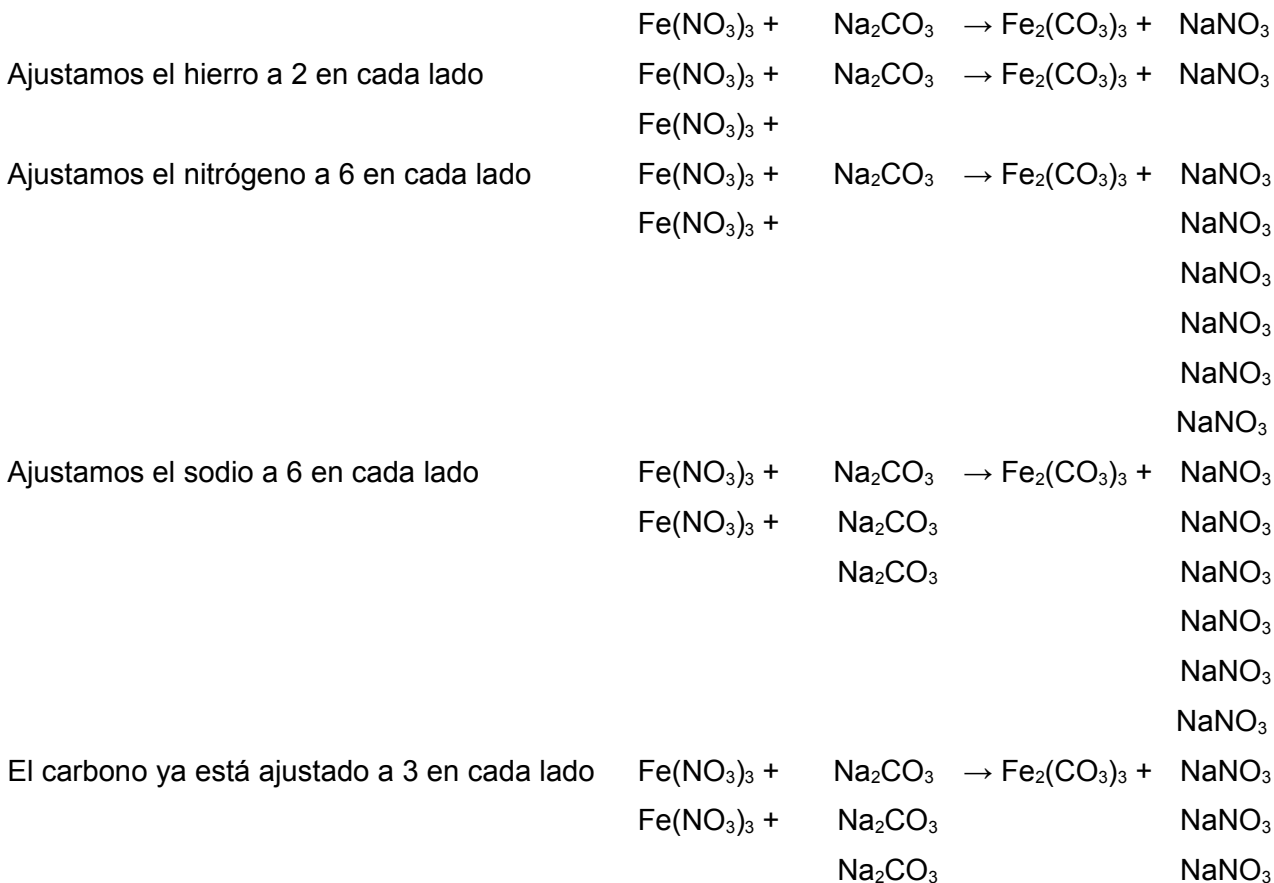 Fe(NO₃)₃ + Na₂CO₃ → Fe₂(CO₃)₃ + NaNO₃
Ajustamos el hierro a 2 en cada lado Fe(NO₃)₃ + Na₂CO₃ → Fe₂(CO₃)₃ + NaNO₃
Fe(NO₃)₃ +
Ajustamos el nitrógeno a 6 en cada lado Fe(NO₃)₃ + Na₂CO₃ → Fe₂(CO₃)₃ + NaNO₃
Fe(NO₃)₃ + NaNO₃
NaNO₃
NaNO₃
NaNO₃
NaNO₃
Ajustamos el sodio a 6 en cada lado Fe(NO₃)₃ + Na₂CO₃ → Fe₂(CO₃)₃ + NaNO₃
Fe(NO₃)₃ + Na₂CO₃ NaNO₃
Na₂CO₃ NaNO₃
NaNO₃
NaNO₃
NaNO₃
El carbono ya está ajustado a 3 en cada lado Fe(NO₃)₃ + Na₂CO₃ → Fe₂(CO₃)₃ + NaNO₃
Fe(NO₃)₃ + Na₂CO₃ NaNO₃
Na₂CO₃ NaNO₃